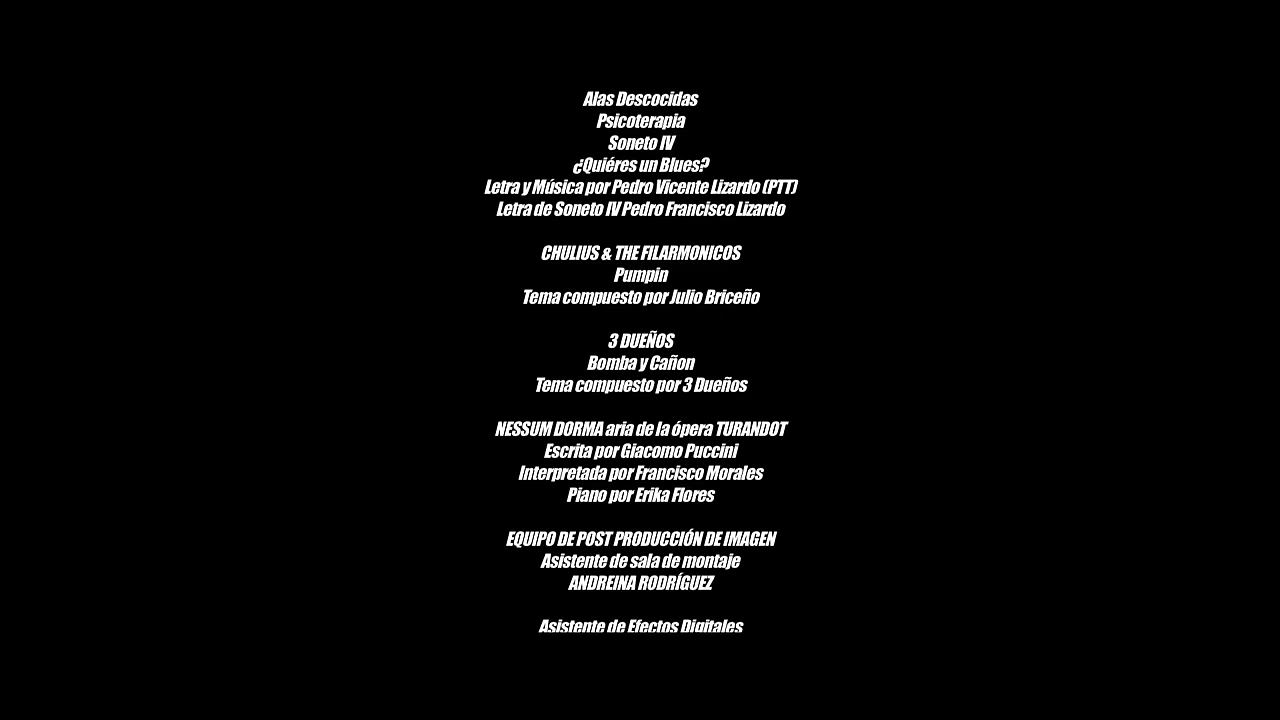 Alas Descocidas
Psicoterapia
Soneto IV
¿Quiéres un Blues?
Letra y Música por Pedro Vicente Lizardo (PTT)
Letra de Soneto IV Pedro Francisco Lizardo
CHULIUS & THE FILARMONICOS
Pumpin
Tema compuesto por Julio Briceño
3 DUEÑOS
Bomba y Cañon
Tema compuesto por 3 Dueños
NESSUM DORMA aria de la ópera TURANDOT
Escrita por Giacomo Puccini
Interpretada por Francisco Morales
Piano por Erika Flores
EQUIPO DE POST PRODUCCIÓN DE IMAGEN
Asistente de sala de montaje
ANDREINA RODRÍGUEZ
Asistente de Efectos Digitales